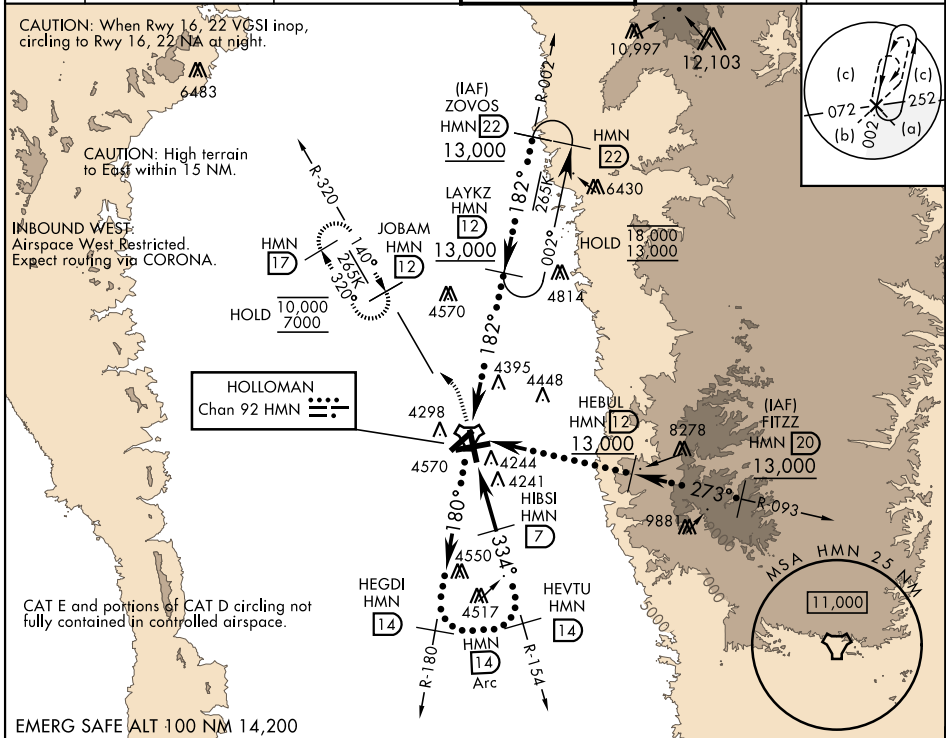 CAUTION: When Rwy 16, 22 VGSI inop,
circling to Rwy 16, 22 NA at night.
6483
10,997
12,103
(c)
(c)
072
252
(b)
(a)
002
(IAF)
ZOVOS
HMN 22
13,000
R-002
HMN
22
6430
CAUTION: High terrain
to East within 15 NM.
R-320
LAYKZ
HMN
12
13,000
182°
265K
002°
HOLD
18,000
13,000
INBOUND WEST:
Airspace West Restricted.
Expect routing via CORONA.
HMN
17
140°
265K
320°
JOBAM
HMN
12
HOLD
10,000
7000
4570
4814
182°
HOLLOMAN
Chan 92 HMN
4395
4448
4298
4570
4244
4241
HEBUL
HMN 12
13,000
8278
(IAF)
FITZZ
HMN 20
13,000
273°
R-093
9881
180°
HIBSI
HMN
7
334°
4550
4517
HEGDI
HMN
14
HEVTU
HMN
14
HMN
14
Arc
R-180
R-154
MSA HMN 25 NM
11,000
CAT E and portions of CAT D circling not
fully contained in controlled airspace.
EMERG SAFE ALT 100 NM 14,200